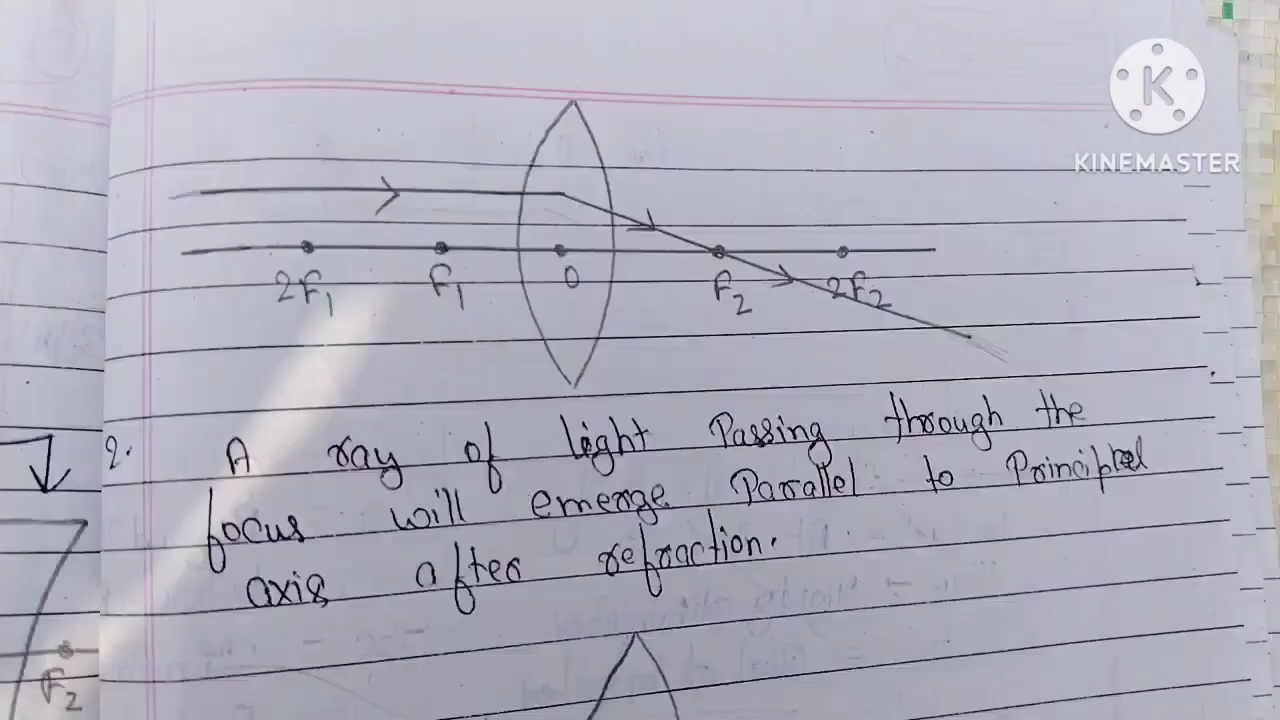 K
KINEMASTER
2F1 F1 O F2 2F2
2. A ray of light Passing through the
focus will emerge Parallel to Principal
axis after refraction.
F2